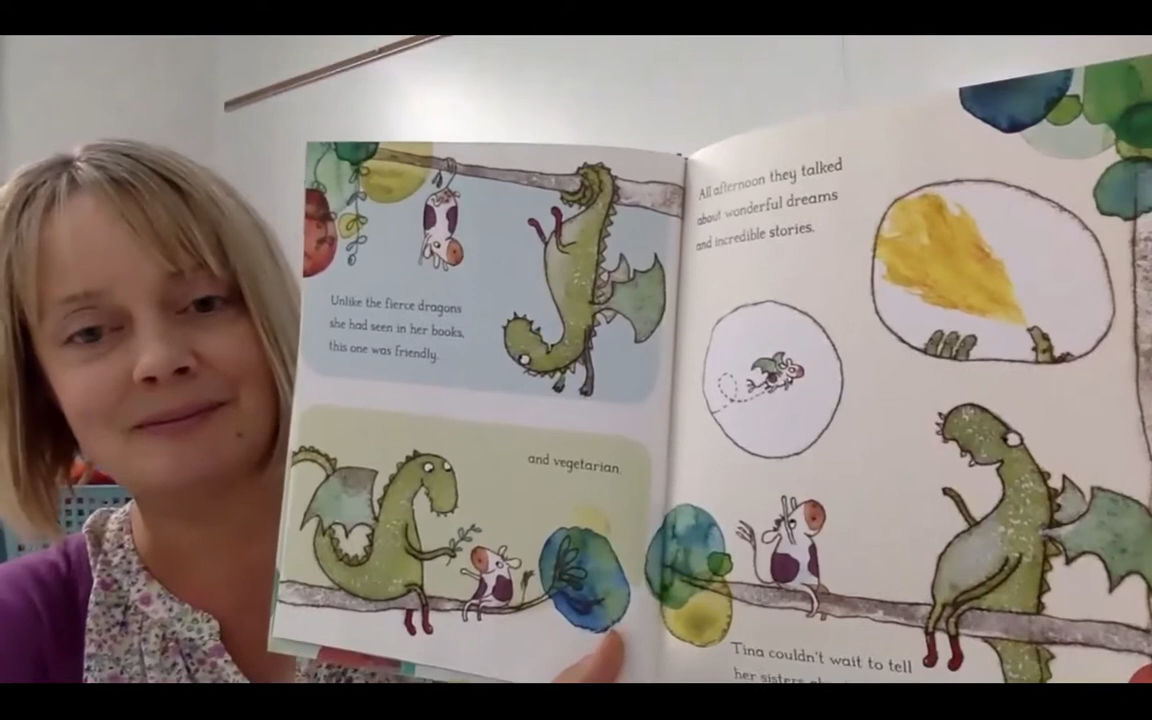 Unlike the fierce dragons
she had seen in her books,
this one was friendly.
and vegetarian.
All afternoon they talked
about wonderful dreams
and incredible stories.
Tina couldn't wait to tell
her sisters